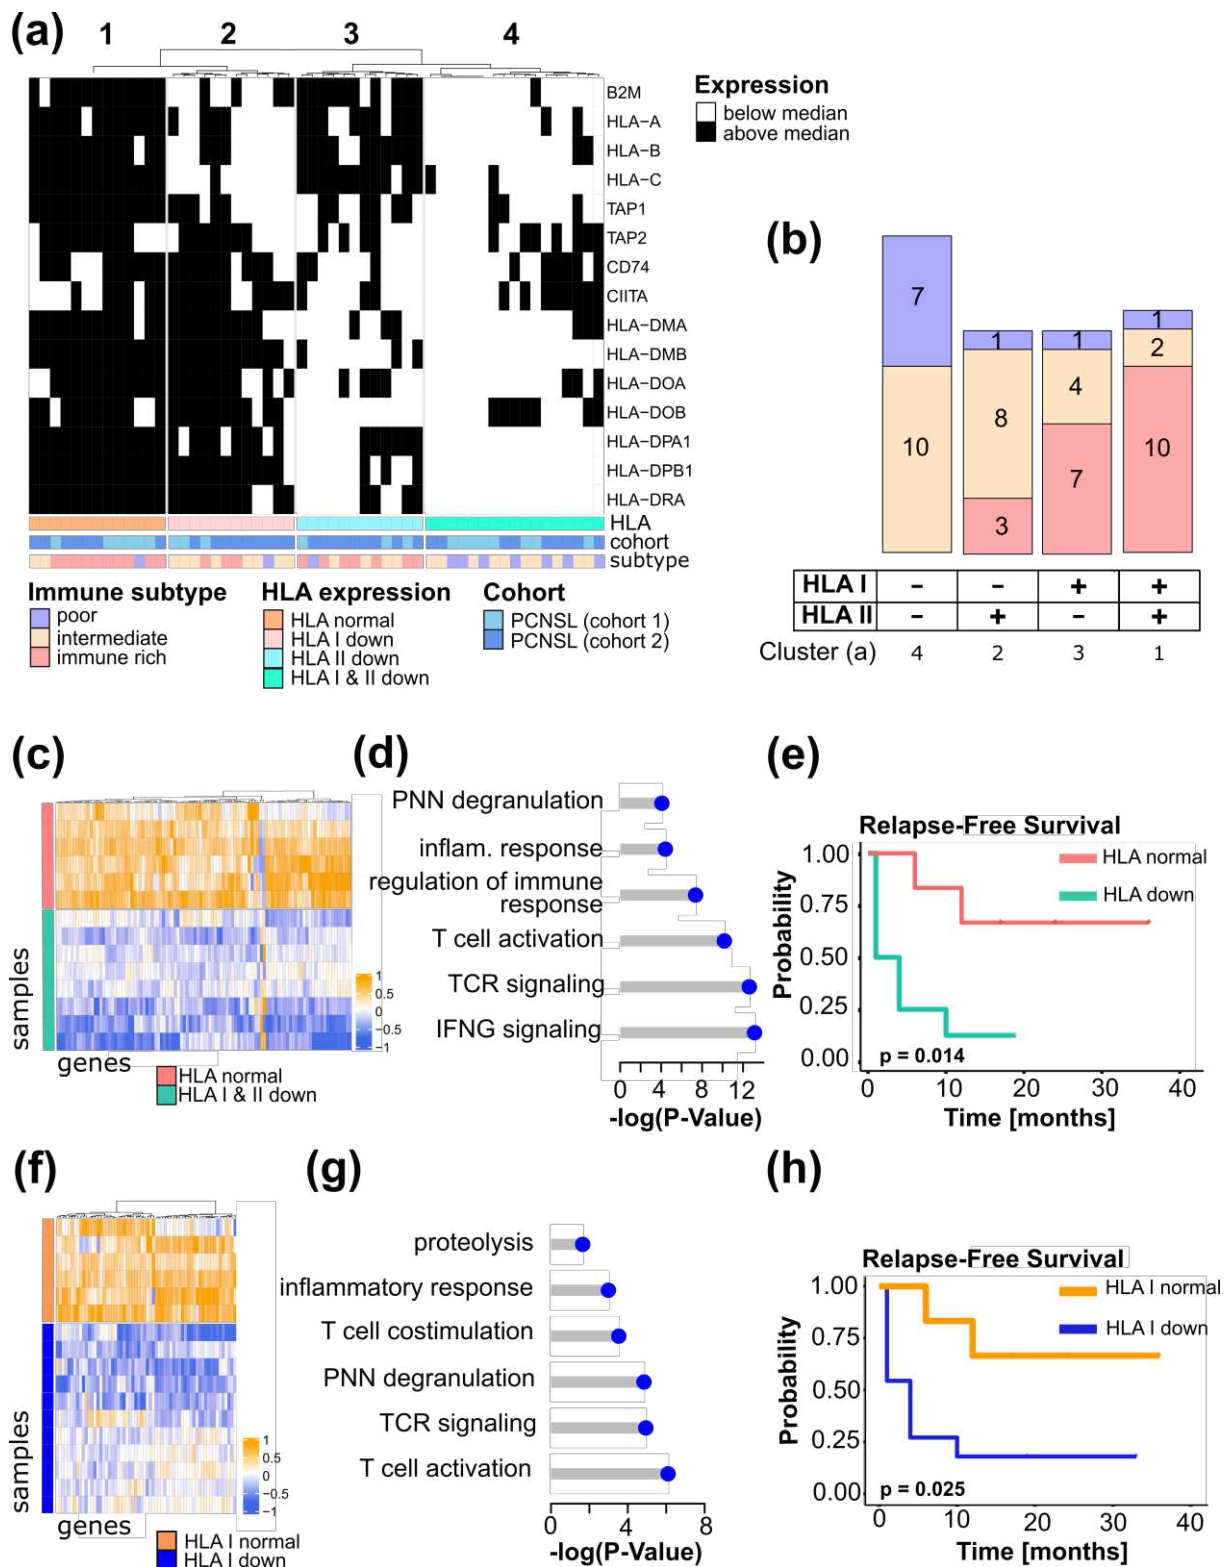 (a)
1 2 3 4
B2M
HLA-A
HLA-B
HLA-C
TAP1
TAP2
CD74
CIITA
HLA-DMA
HLA-DMB
HLA-DOA
HLA-DOB
HLA-DPA1
HLA-DPB1
HLA-DRA
HLA
cohort
subtype
Expression
below median
above median
Immune subtype
poor
intermediate
immune rich
HLA expression
HLA normal
HLA I down
HLA II down
HLA I & II down
Cohort
PCNSL (cohort 1)
PCNSL (cohort 2)
(b)
7
10
1
8
3
1
4
7
1
2
10
HLA I − − + +
HLA II − + − +
Cluster (a) 4 2 3 1
(c)
samples
genes
1
0.5
0
−0.5
−1
HLA normal
HLA I & II down
(d)
PNN degranulation
inflam. response
regulation of immune
response
T cell activation
TCR signaling
IFNG signaling
0 4 8 12
-log(P-Value)
(e)
Relapse-Free Survival
HLA normal
HLA down
Probability
1.00
0.75
0.50
0.25
0.00
p = 0.014
0 10 20 30 40
Time [months]
(f)
samples
genes
1
0.5
0
−0.5
−1
HLA I normal
HLA I down
(g)
proteolysis
inflammatory response
T cell costimulation
PNN degranulation
TCR signaling
T cell activation
0 4 8
-log(P-Value)
(h)
Relapse-Free Survival
HLA I normal
HLA I down
Probability
1.00
0.75
0.50
0.25
0.00
p = 0.025
0 10 20 30 40
Time [months]